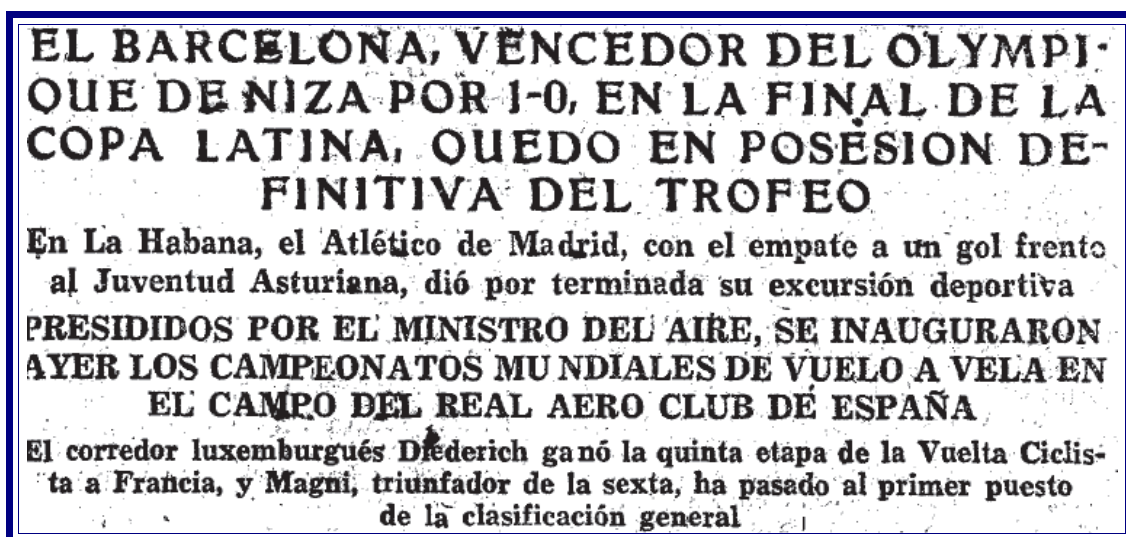 EL BARCELONA, VENCEDOR DEL OLYMPI-
QUE DE NIZA POR 1-0, EN LA FINAL DE LA
COPA LATINA, QUEDO EN POSESION DE-
FINITIVA DEL TROFEO
En La Habana, el Atlético de Madrid, con el empate a un gol frente
al Juventud Asturiana, dió por terminada su excursión deportiva
PRESIDIDOS POR EL MINISTRO DEL AIRE, SE INAUGURARON
AYER LOS CAMPEONATOS MUNDIALES DE VUELO A VELA EN
EL CAMPO DEL REAL AERO CLUB DE ESPAÑA
El corredor luxemburgués Diederich ganó la quinta etapa de la Vuelta Ciclis-
ta a Francia, y Magni, triunfador de la sexta, ha pasado al primer puesto
de la clasificación general